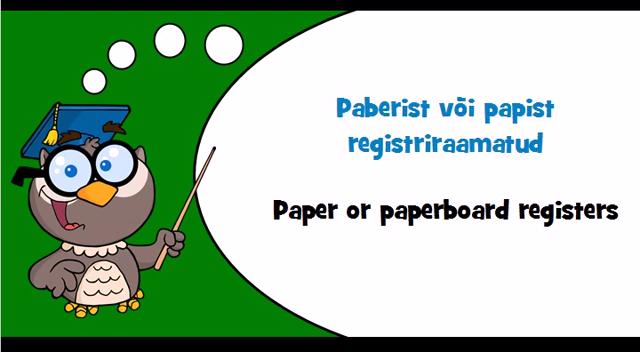 Paberist või papist
registriraamatud
Paper or paperboard registers